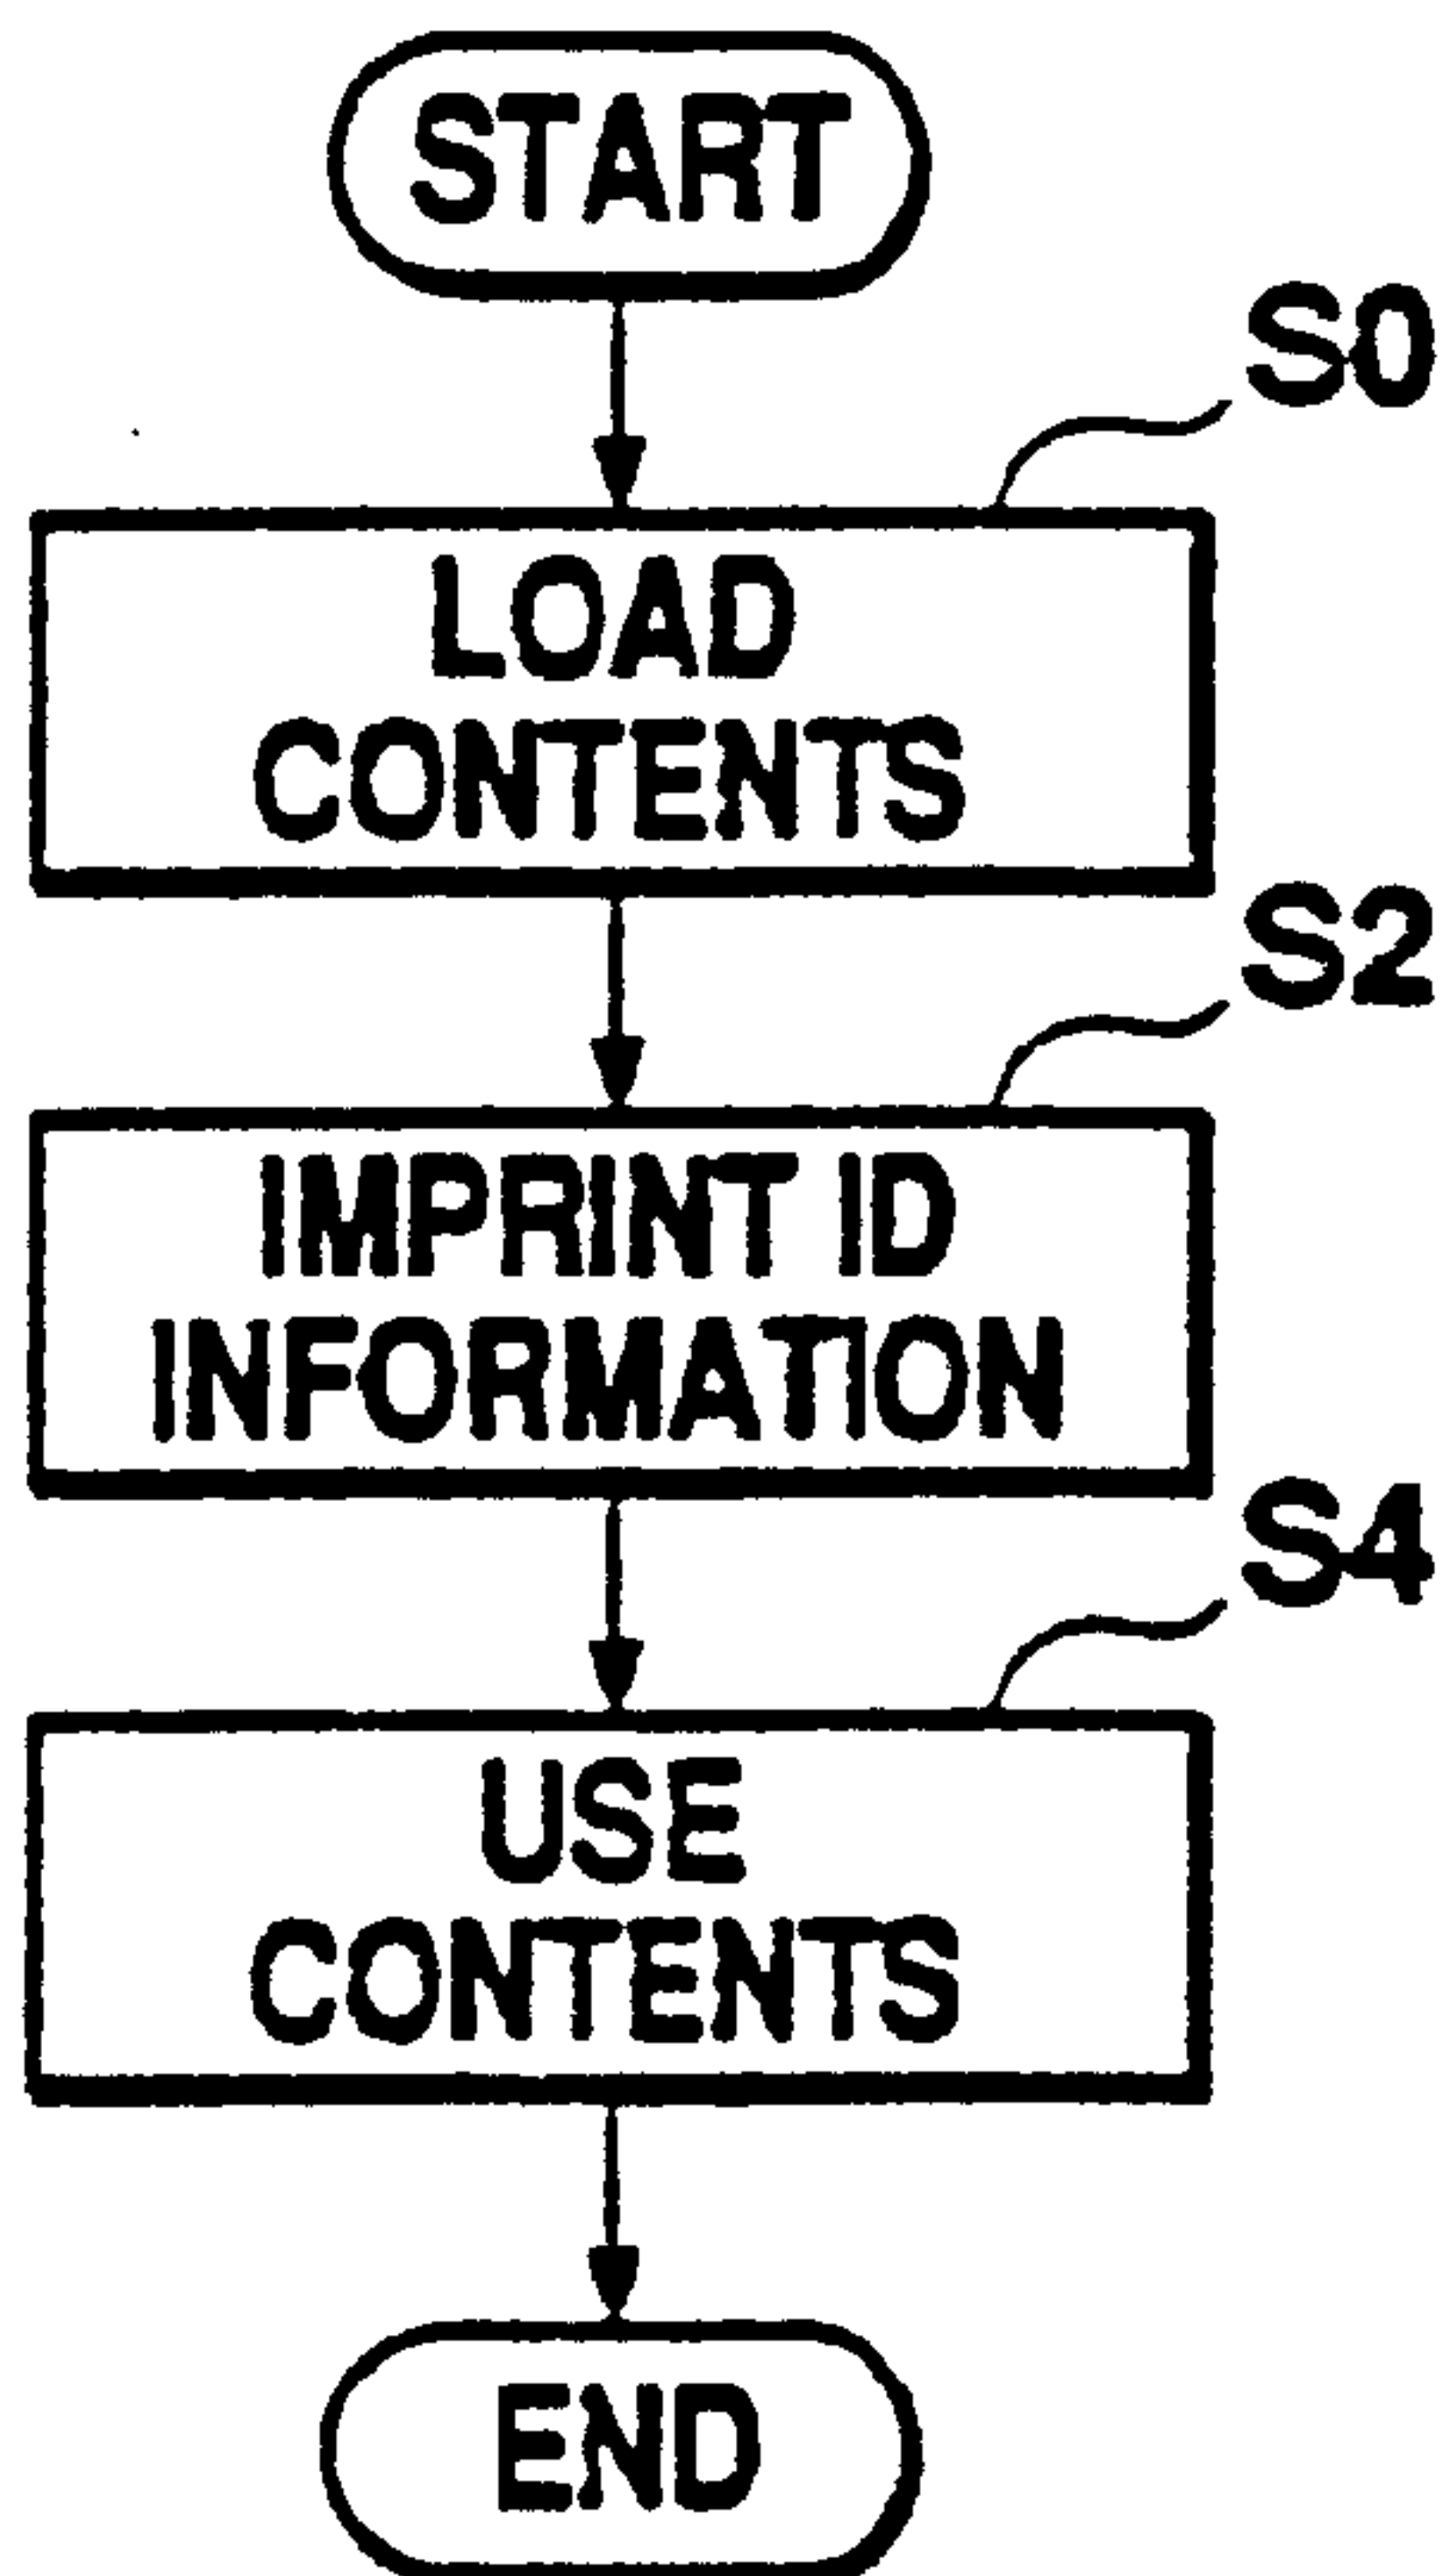 START
S0
LOAD
CONTENTS
S2
IMPRINT ID
INFORMATION
S4
USE
CONTENTS
END